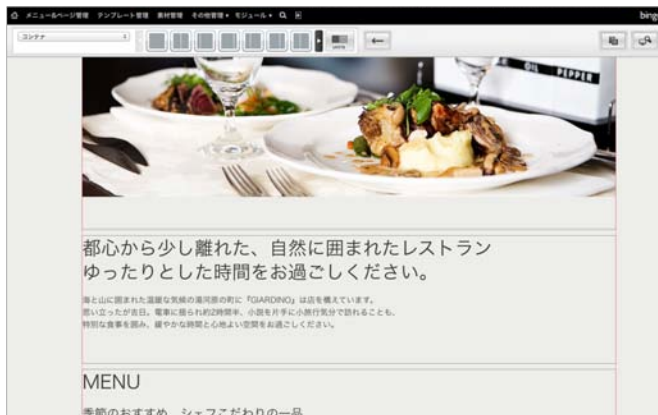 メニュー&ページ管理 テンプレート管理 素材管理 その他管理 モジュール bing
コンテナ
OIL PEPPER
都心から少し離れた、自然に囲まれたレストラン
ゆったりとした時間をお過ごしください。
海と山に囲まれた温暖な気候の湯河原の町に『GIARDINO』は店を構えています。
思い立ったが吉日。電車に揺られ約2時間半、小説を片手に小旅行気分で訪れることも、
特別な食事を囲み、緩やかな時間と心地よい空間をお過ごしください。
MENU
季節のおすすめ、シェフこだわりの一品